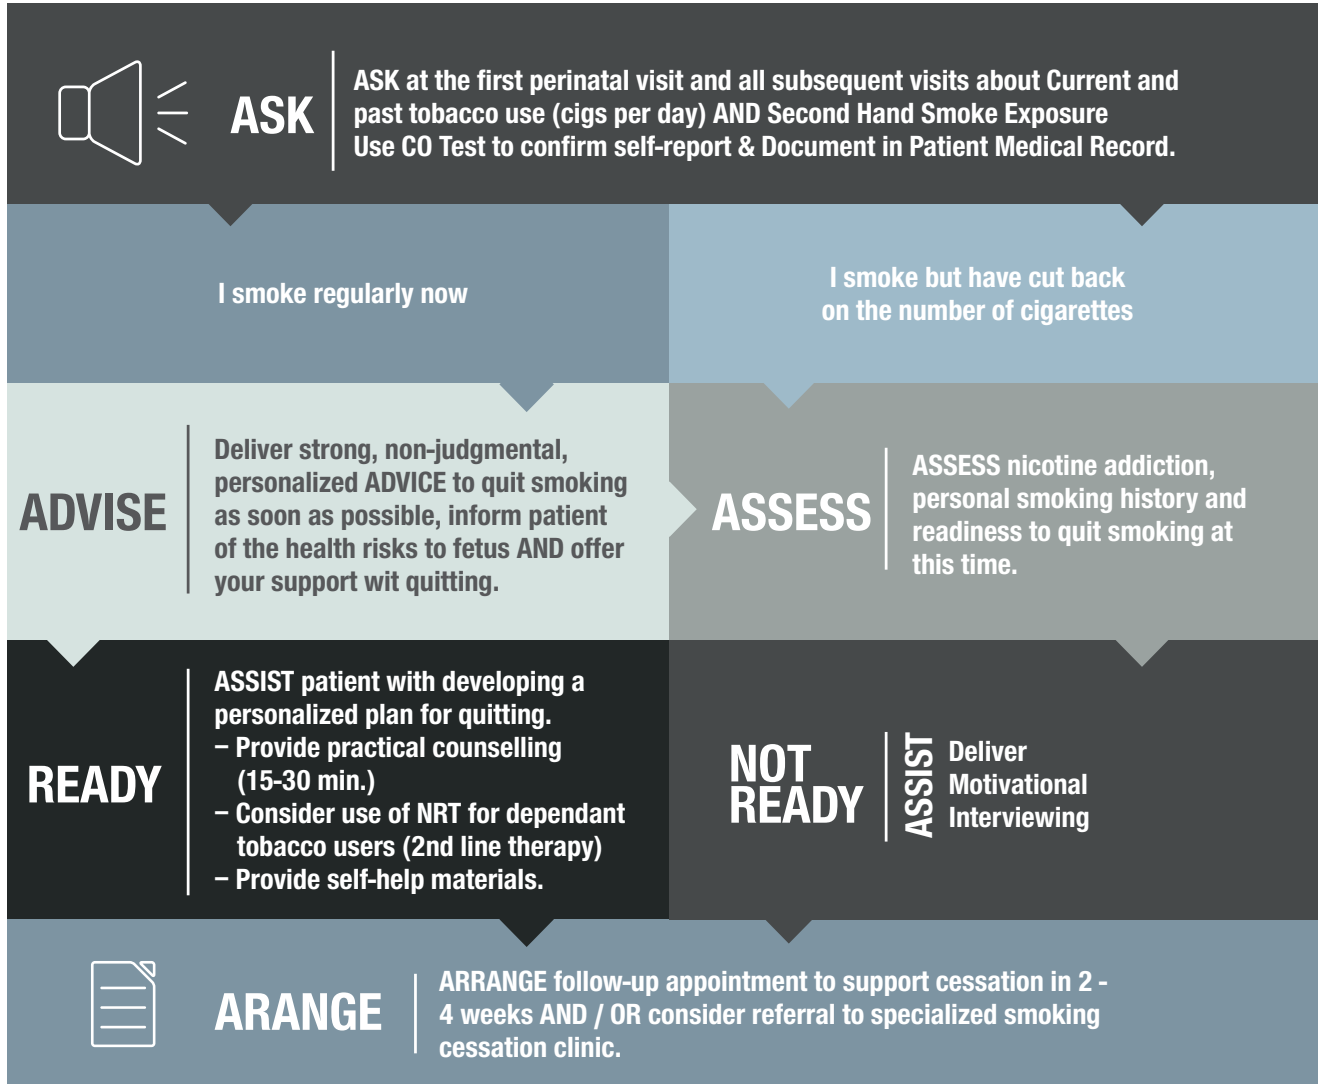 ASK
ASK at the first perinatal visit and all subsequent visits about Current and
past tobacco use (cigs per day) AND Second Hand Smoke Exposure
Use CO Test to confirm self-report & Document in Patient Medical Record.
I smoke regularly now
I smoke but have cut back
on the number of cigarettes
ADVISE
Deliver strong, non-judgmental,
personalized ADVICE to quit smoking
as soon as possible, inform patient
of the health risks to fetus AND offer
your support wit quitting.
ASSESS
ASSESS nicotine addiction,
personal smoking history and
readiness to quit smoking at
this time.
READY
ASSIST patient with developing a
personalized plan for quitting.
– Provide practical counselling
(15-30 min.)
– Consider use of NRT for dependant
tobacco users (2nd line therapy)
– Provide self-help materials.
NOT
READY
ASSIST
Deliver
Motivational
Interviewing
ARANGE
ARRANGE follow-up appointment to support cessation in 2 -
4 weeks AND / OR consider referral to specialized smoking
cessation clinic.